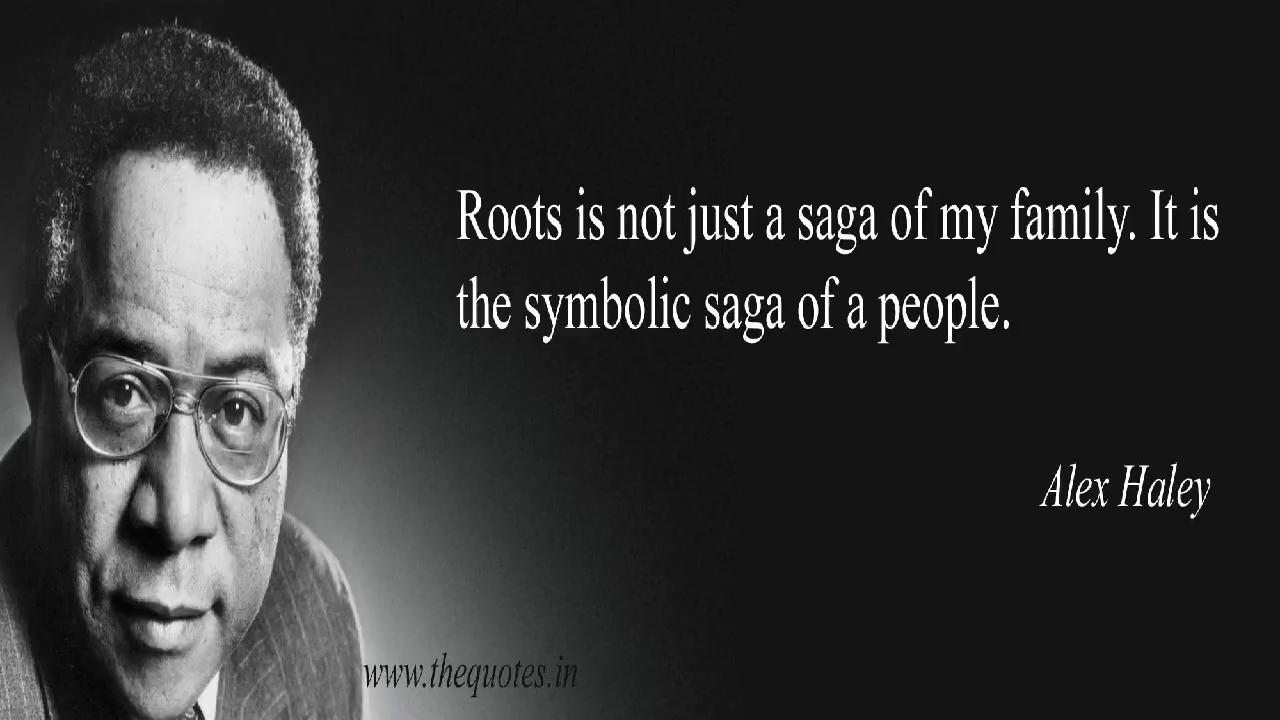 Roots is not just a saga of my family. It is
the symbolic saga of a people.
Alex Haley
www.thequotes.in